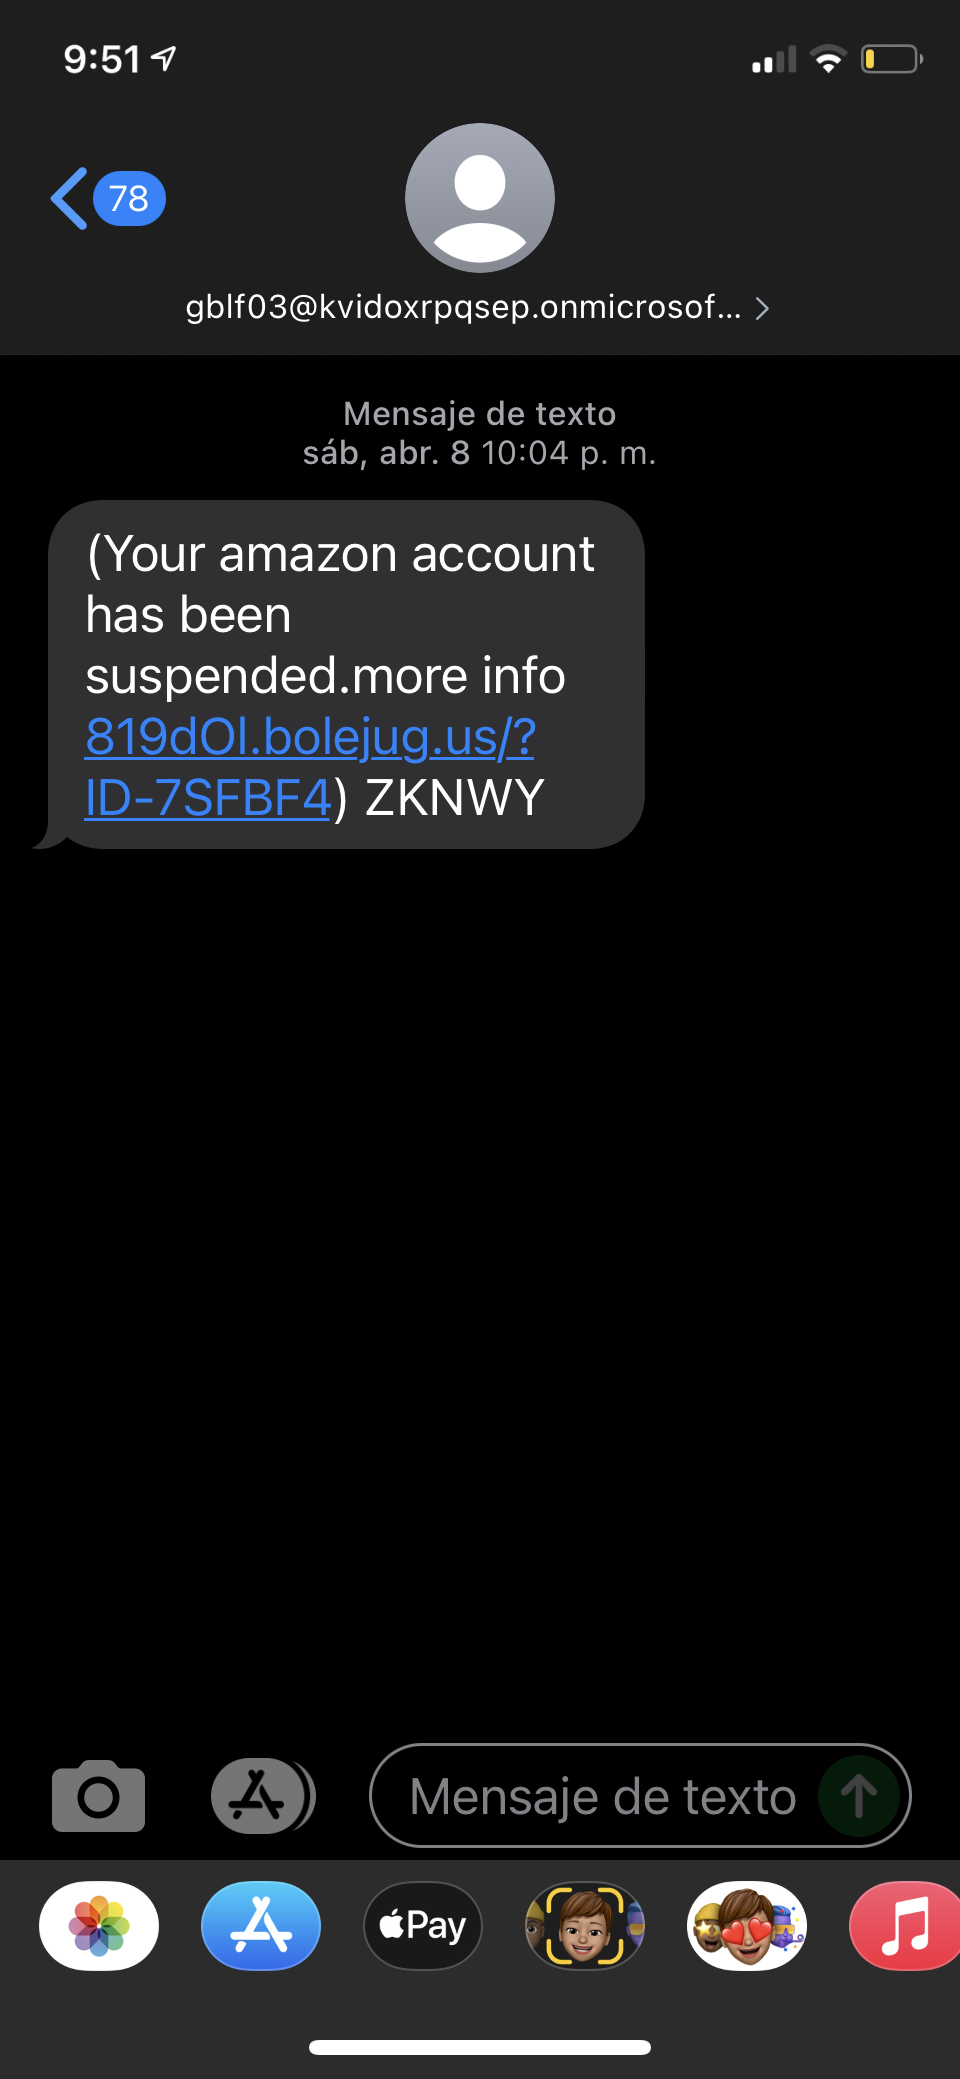 9:51
78
gblf03@kvidoxrpqsep.onmicrosof...
Mensaje de texto
sáb, abr. 8 10:04 p. m.
(Your amazon account
has been
suspended.more info
819dOl.bolejug.us/?
ID-7SFBF4) ZKNWY
Mensaje de texto
Pay